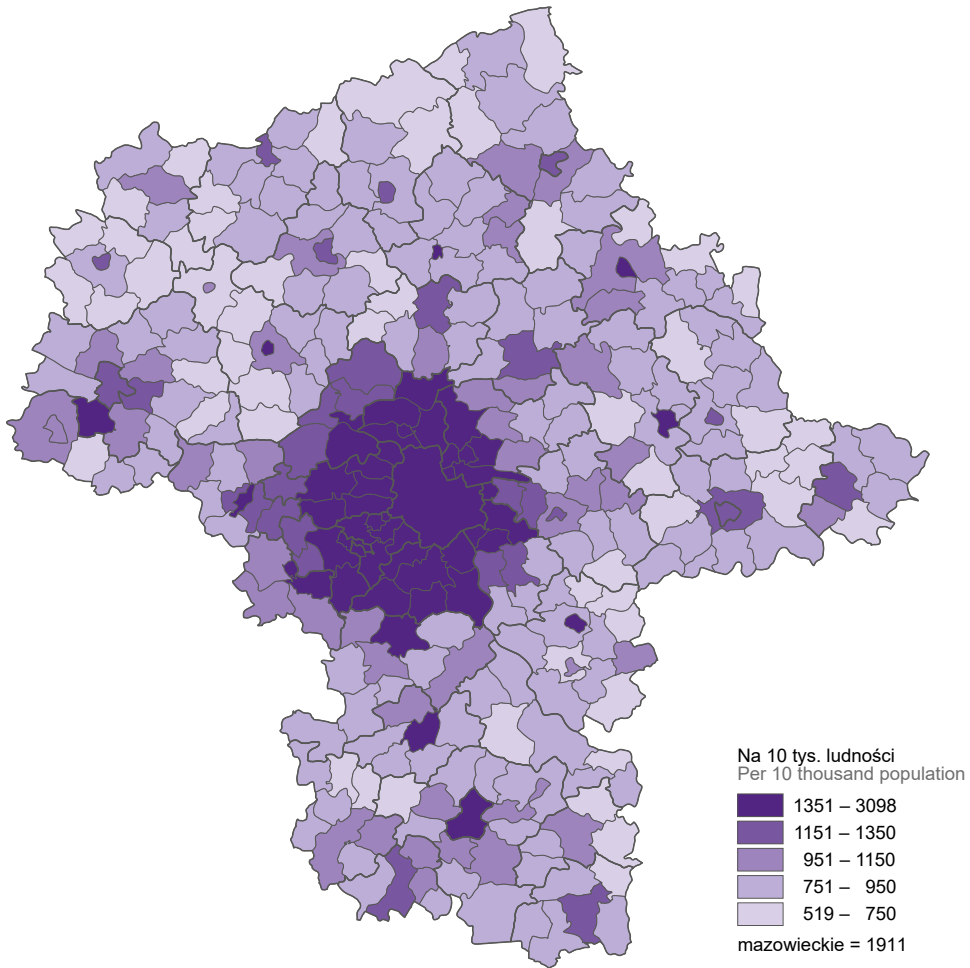 Na 10 tys. ludności
Per 10 thousand population
1351 – 3098
1151 – 1350
951 – 1150
751 – 950
519 – 750
mazowieckie = 1911